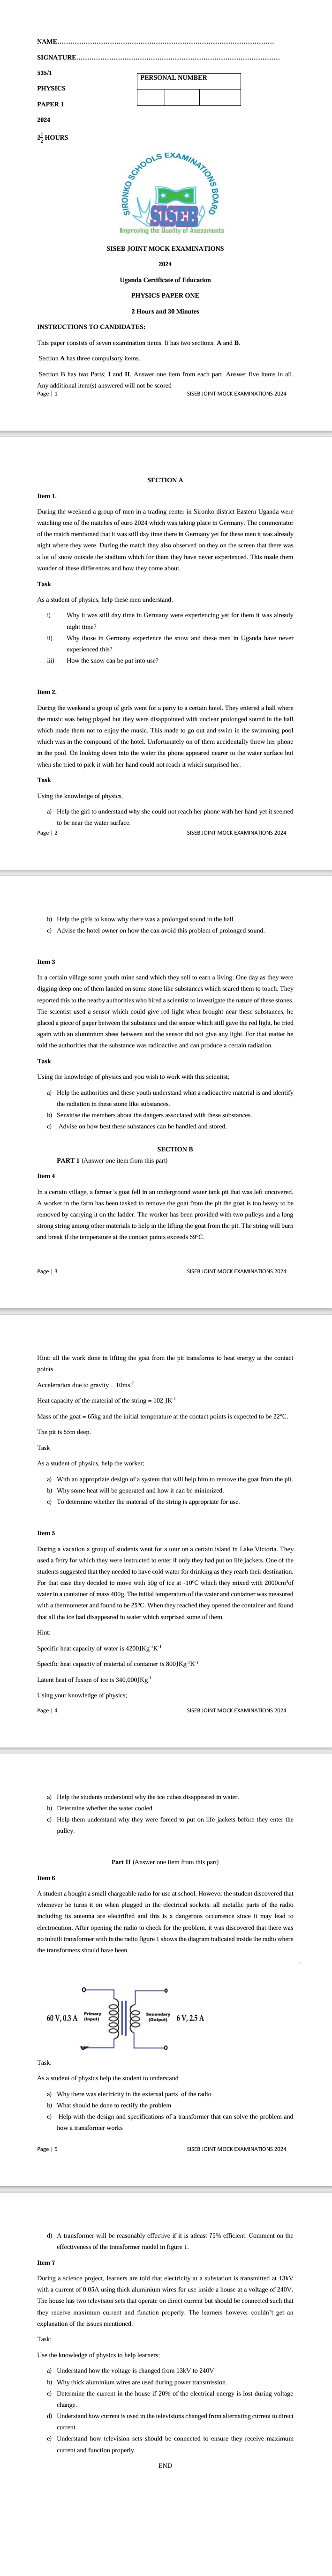 NAME……………………………………………………………………………………
SIGNATURE………………………………………………………………………………
535/1
PERSONAL NUMBER
PHYSICS
PAPER 1
2024
2½ HOURS
SIRONKO SCHOOLS EXAMINATIONS BOARD
SISEB
Improving the Quality of Assessments
SISEB JOINT MOCK EXAMINATIONS
2024
Uganda Certificate of Education
PHYSICS PAPER ONE
2 Hours and 30 Minutes
INSTRUCTIONS TO CANDIDATES:
This paper consists of seven examination items. It has two sections; A and B.
Section A has three compulsory items.
Section B has two Parts; I and II. Answer one item from each part. Answer five items in all.
Any additional item(s) answered will not be scored
Page | 1 SISEB JOINT MOCK EXAMINATIONS 2024
SECTION A
Item 1.
During the weekend a group of men in a trading center in Sironko district Eastern Uganda were
watching one of the matches of euro 2024 which was taking place in Germany. The commentator
of the match mentioned that it was still day time there in Germany yet for these men it was already
night time where they were. During the match they also observed on they on the screen that there was
a lot of snow outside the stadium which for them they have never experienced. This made them
wonder of these differences and how they come about.
Task
As a student of physics, help these men understand,
i) Why it was still day time in Germany were experiencing yet for them it was already
night time?
ii) Why those in Germany experience the snow and these men in Uganda have never
experienced this?
iii) How the snow can be put into use?
Item 2.
During the weekend a group of girls went for a party to a certain hotel. They entered a hall where
the music was being played but they were disappointed with unclear prolonged sound in the hall
which made them not to enjoy the music. This made to go out and swim in the swimming pool
which was in the compound of the hotel. Unfortunately on of them accidentally threw her phone
in the pool. On looking down into the water the phone appeared nearer to the water surface but
when she tried to pick it with her hand could not reach it which surprised her.
Task
Using the knowledge of physics,
a) Help the girl to understand why she could not reach her phone with her hand yet it seemed
to be near the water surface.
Page | 2 SISEB JOINT MOCK EXAMINATIONS 2024
b) Help the girls to know why there was a prolonged sound in the hall.
c) Advise the hotel owner on how the can avoid this problem of prolonged sound.
Item 3
In a certain village some youth mine sand which they sell to earn a living. One day as they were
digging deep one of them landed on some stone like substances which scared them to touch. They
reported this to the nearby authorities who hired a scientist to investigate the nature of these stones.
The scientist used a sensor which could give red light when brought near these substances, he
placed a piece of paper between the substance and the sensor which still gave the red light, he tried
again with an aluminium sheet between and the sensor did not give any light. For that matter he
told the authorities that the substance was radioactive and can produce a certain radiation.
Task
Using the knowledge of physics and you wish to work with this scientist;
a) Help the authorities and these youth understand what a radioactive material is and identify
the radiation in these stone like substances.
b) Sensitise the members about the dangers associated with these substances.
c) Advise on how best these substances can be handled and stored.
SECTION B
PART 1 (Answer one item from this part)
Item 4
In a certain village, a farmer's goat fell in an underground water tank pit that was left uncovered.
A worker in the farm has been tasked to remove the goat from the pit the goat is too heavy to be
removed by carrying it on the ladder. The worker has been provided with two pulleys and a long
strong string among other materials to help in the lifting the goat from the pit. The string will burn
and break if the temperature at the contact points exceeds 59°C.
Page | 3 SISEB JOINT MOCK EXAMINATIONS 2024
Hint: all the work done in lifting the goat from the pit transforms to heat energy at the contact
points
Acceleration due to gravity = 10ms⁻²
Heat capacity of the material of the string = 102 JK⁻¹
Mass of the goat = 65kg and the initial temperature at the contact points is expected to be 22°C.
The pit is 55m deep.
Task
As a student of physics, help the worker;
a) With an appropriate design of a system that will help him to remove the goat from the pit.
b) Why some heat will be generated and how it can be minimized.
c) To determine whether the material of the string is appropriate for use.
Item 5
During a vacation a group of students went for a tour on a certain island in Lake Victoria. They
used a ferry for which they were instructed to enter if only they had put on life jackets. One of the
students suggested that they needed to have cold water for drinking as they reach their destination.
For that case they decided to move with 50g of ice at -10°C which they mixed with 2000cm³of
water in a container of mass 400g. The initial temperature of the water and container was measured
with a thermometer and found to be 25°C. When they reached they opened the container and found
that all the ice had disappeared in water which surprised some of them.
Hint:
Specific heat capacity of water is 4200JKg⁻¹K⁻¹
Specific heat capacity of material of container is 800JKg⁻¹K⁻¹
Latent heat of fusion of ice is 340,000JKg⁻¹
Using your knowledge of physics;
Page | 4 SISEB JOINT MOCK EXAMINATIONS 2024
a) Help the students understand why the ice cubes disappeared in water.
b) Determine whether the water cooled
c) Help them understand why they were forced to put on life jackets before they enter the
pulley.
Part II (Answer one item from this part)
Item 6
A student a bought a small chargeable radio for use at school. However the student discovered that
whenever he turns it on when plugged in the electrical sockets, all metallic parts of the radio
including its antenna are electrified and this is a dangerous occurrence since it may lead to
electrocution. After opening the radio to check for the problem, it was discovered that there was
no inbuilt transformer with in the radio figure 1 shows the diagram indicated inside the radio where
the transformers should have been.
60 V, 0.3 A Primary (Input) Secondary (Output) 6 V, 2.5 A
Task:
As a student of physics help the student to understand
a) Why there was electricity in the external parts of the radio
b) What should be done to rectify the problem
c) Help with the design and specifications of a transformer that can solve the problem and
how a transformer works
Page | 5 SISEB JOINT MOCK EXAMINATIONS 2024
d) A transformer will be reasonably effective if it is atleast 75% efficient. Comment on the
effectiveness of the transformer model in figure 1.
Item 7
During a science project, learners are told that electricity at a substation is transmitted at 13kV
with a current of 0.05A using thick aluminium wires for use inside a house at a voltage of 240V.
The house has two television sets that operate on direct current but should be connected such that
they receive maximum current and function properly. The learners however couldn't get an
explanation of the issues mentioned.
Task:
Use the knowledge of physics to help learners;
a) Understand how the voltage is changed from 13kV to 240V
b) Why thick aluminium wires are used during power transmission.
c) Determine the current in the house if 20% of the electrical energy is lost during voltage
change.
d) Understand how current is used in the televisions changed from alternating current to direct
current.
e) Understand how television sets should be connected to ensure they receive maximum
current and function properly.
END